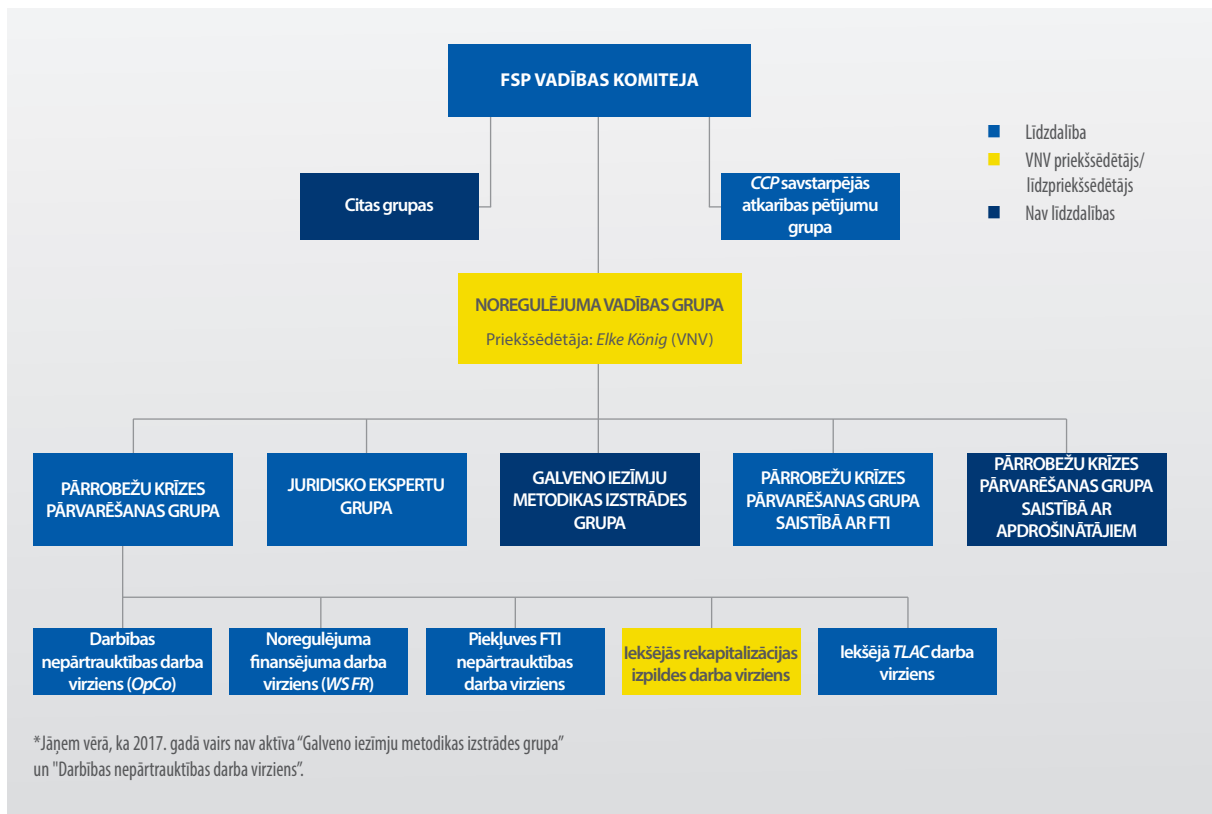 FSP VADĪBAS KOMITEJA
Līdzdalība
VNV priekšsēdētājs/
līdzpriekšsēdētājs
Nav līdzdalības
Citas grupas
CCP savstarpējās
atkarības pētījumu
grupa
NOREGULĒJUMA VADĪBAS GRUPA
Priekšsēdētāja: Elke König (VNV)
PĀRROBEŽU KRĪZES
PĀRVARĒŠANAS GRUPA
JURIDISKO EKSPERTU
GRUPA
GALVENO IEZĪMJU
METODIKAS IZSTRĀDES
GRUPA
PĀRROBEŽU KRĪZES
PĀRVARĒŠANAS GRUPA
SAISTĪBĀ AR FTI
PĀRROBEŽU KRĪZES
PĀRVARĒŠANAS GRUPA
SAISTĪBĀ AR
APDROŠINĀTĀJIEM
Darbības
nepārtrauktības darba
virziens (OpCo)
Noregulējuma
finansējuma darba
virziens (WS FR)
Piekļuves FTI
nepārtrauktības
darba virziens
Iekšējās rekapitalizācijas
izpildes darba virziens
Iekšējā TLAC darba
virziens
*Jāņem vērā, ka 2017. gadā vairs nav aktīva “Galveno iezīmju metodikas izstrādes grupa”
un "Darbības nepārtrauktības darba virziens”.